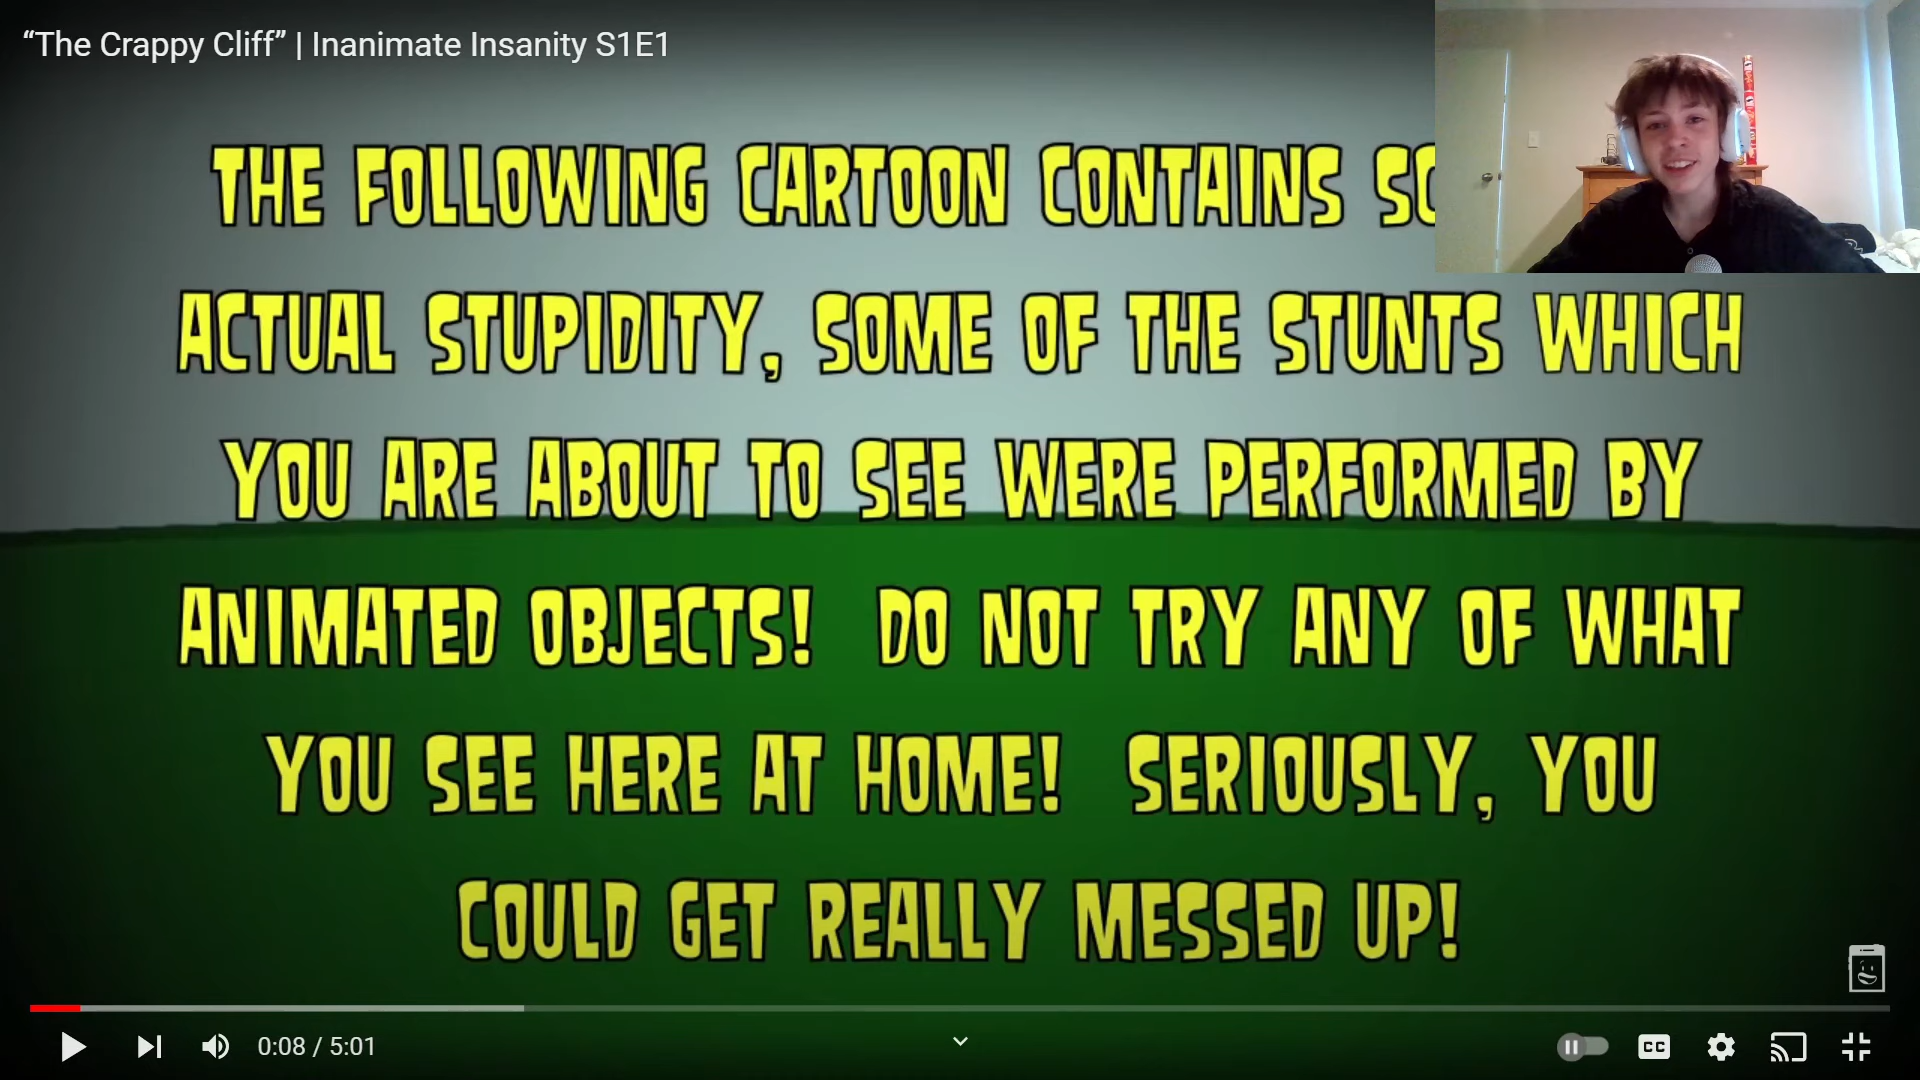 “The Crappy Cliff” | Inanimate Insanity S1E1
THE FOLLOWING CARTOON CONTAINS
ACTUAL STUPIDITY, SOME OF THE STUNTS WHICH
YOU ARE ABOUT TO SEE WERE PERFORMED BY
ANIMATED OBJECTS! DO NOT TRY ANY OF WHAT
YOU SEE HERE AT HOME! SERIOUSLY, YOU
COULD GET REALLY MESSED UP!
0:08 / 5:01
CC